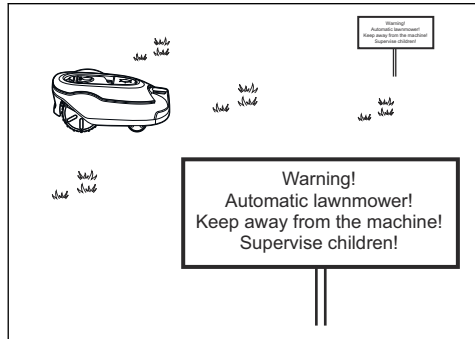 Warning!
Automatic lawnmower!
Keep away from the machine!
Supervise children!
Warning!
Automatic lawnmower!
Keep away from the machine!
Supervise children!